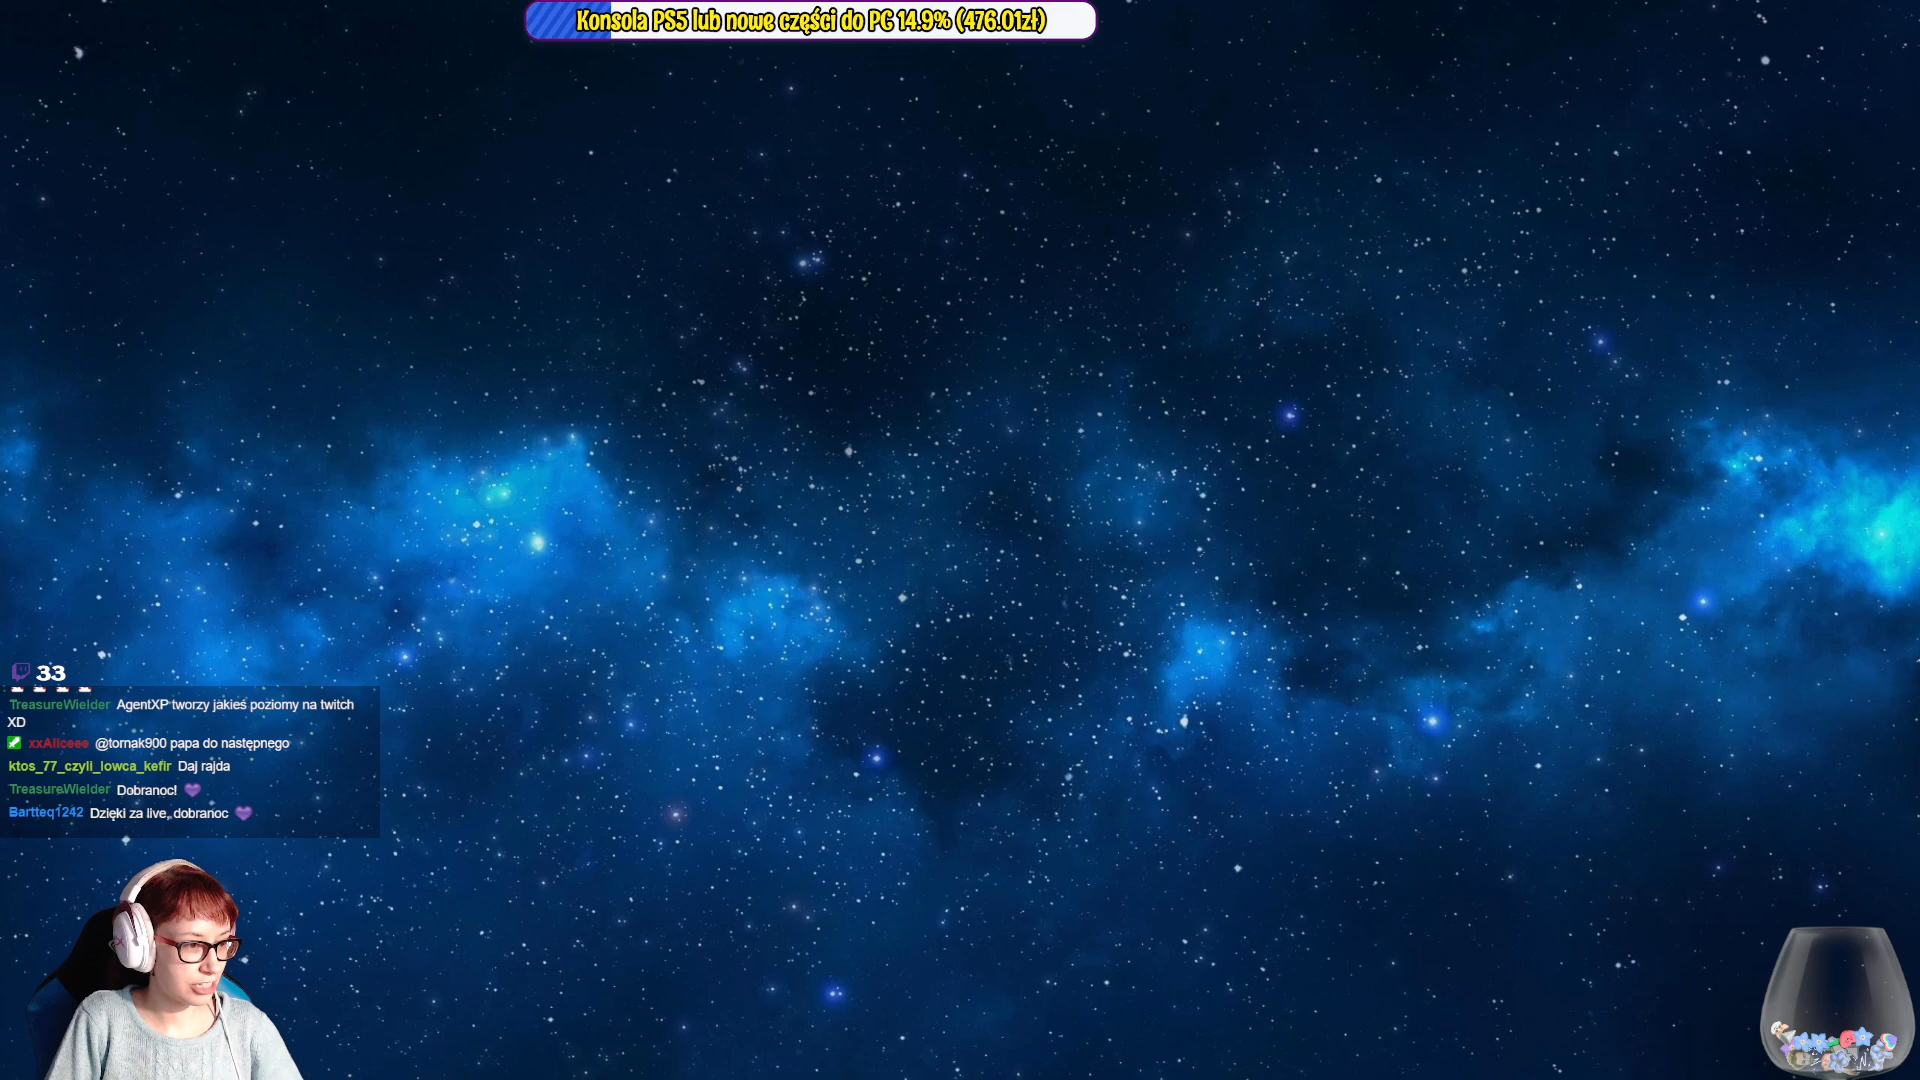 Konsola PS5 lub nowe części do PC 14.9% (476.01zł)
33
TreasureWielder AgentXP tworzy jakieś poziomy na twitch
XD
xxAliceee @tornak900 papa do następnego
ktos_77_czyli_lowca_kefir Daj rajda
TreasureWielder Dobranoc!
Bartteq1242 Dzięki za live, dobranoc